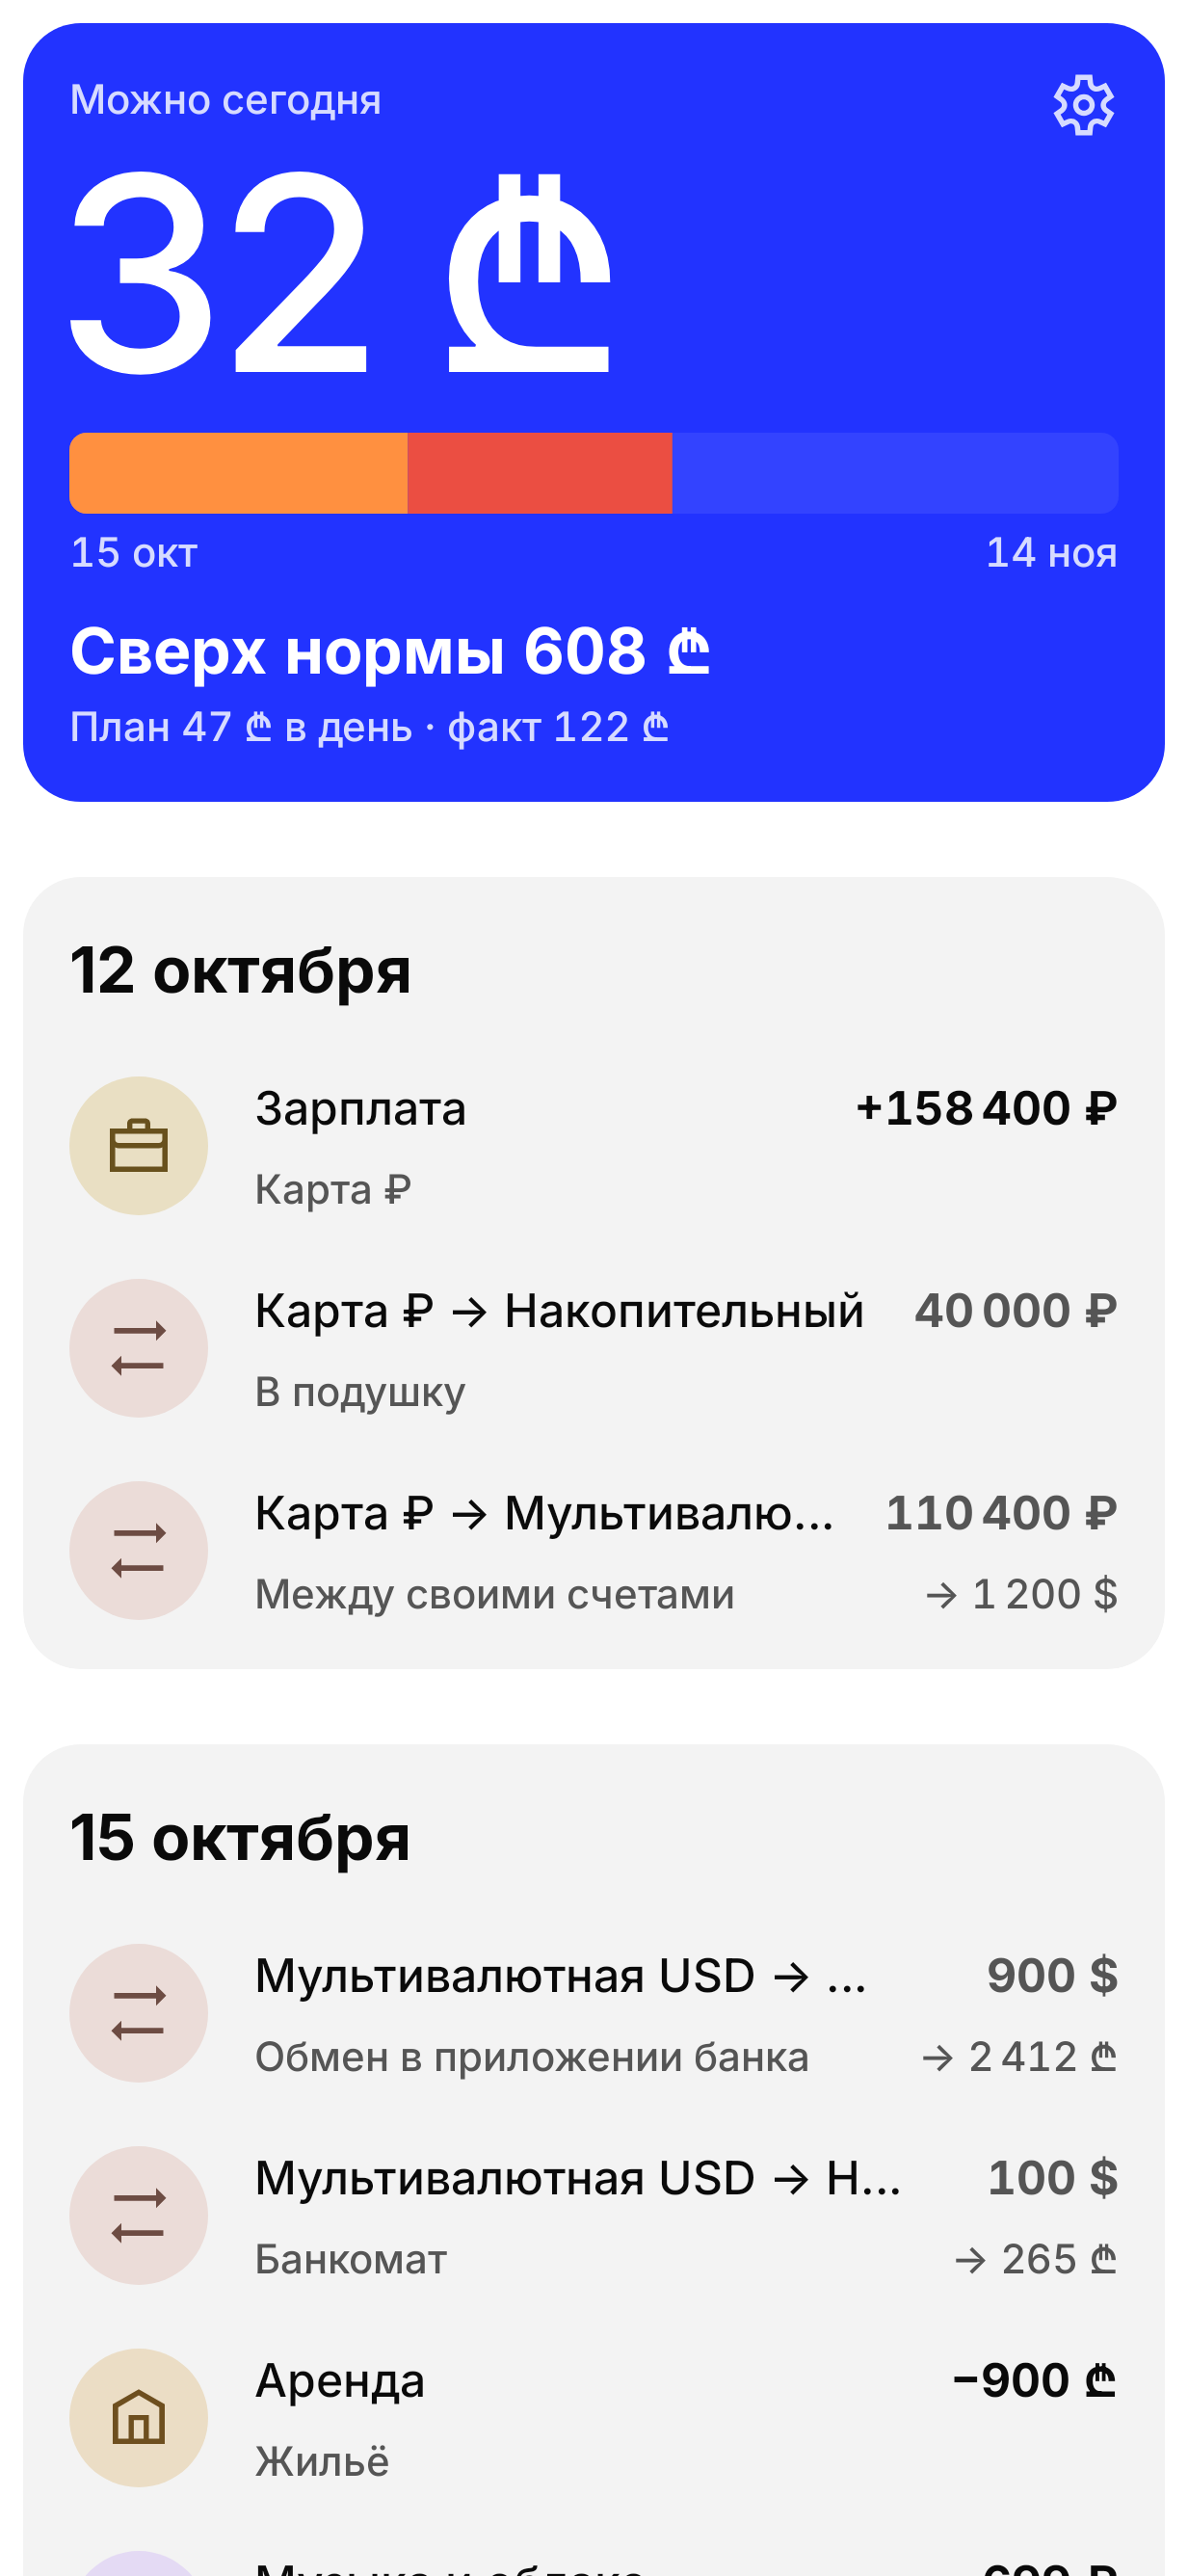 Можно сегодня
32 ₾
15 окт 14 ноя
Сверх нормы 608 ₾
План 47 ₾ в день · факт 122 ₾
12 октября
Зарплата +158 400 ₽
Карта ₽
Карта ₽ → Накопительный 40 000 ₽
В подушку
Карта ₽ → Мультивалю... 110 400 ₽
Между своими счетами → 1 200 $
15 октября
Мультивалютная USD → ... 900 $
Обмен в приложении банка → 2 412 ₾
Мультивалютная USD → Н... 100 $
Банкомат → 265 ₾
Аренда −900 ₾
Жильё